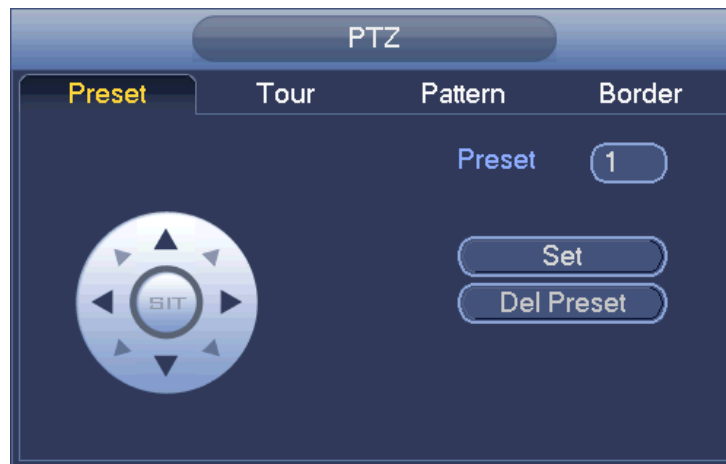 PTZ
Preset Tour Pattern Border
Preset 1
Set
SIT
Del Preset